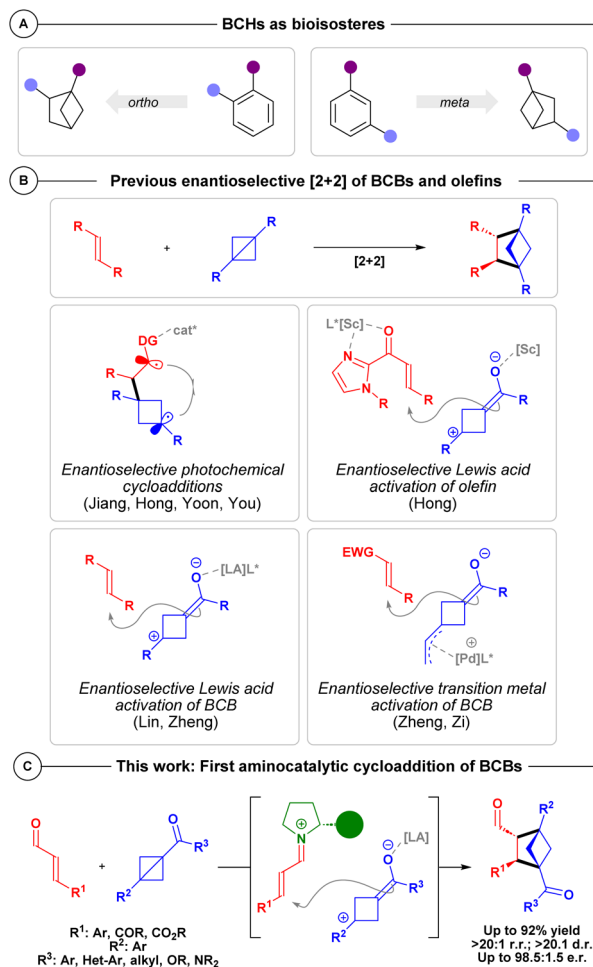 A
BCHs as bioisosteres
ortho
meta
B
Previous enantioselective [2+2] of BCBs and olefins
R
R
+
R
R
[2+2]
R
R
R
R
DG
cat*
R
R
Enantioselective photochemical
cycloadditions
(Jiang, Hong, Yoon, You)
L*[Sc]
O
N
N
R
R
O
[Sc]
R
R
Enantioselective Lewis acid
activation of olefin
(Hong)
R
R
O
[LA]L*
R
R
Enantioselective Lewis acid
activation of BCB
(Lin, Zheng)
EWG
R
O
R
[Pd]L*
Enantioselective transition metal
activation of BCB
(Zheng, Zi)
C
This work: First aminocatalytic cycloaddition of BCBs
O
R1
+
O
R3
R2
N
R1
O
[LA]
R3
R2
O
R2
R1
R3
O
R1: Ar, COR, CO2R
R2: Ar
R3: Ar, Het-Ar, alkyl, OR, NR2
Up to 92% yield
>20:1 r.r.; >20.1 d.r.
Up to 98.5:1.5 e.r.